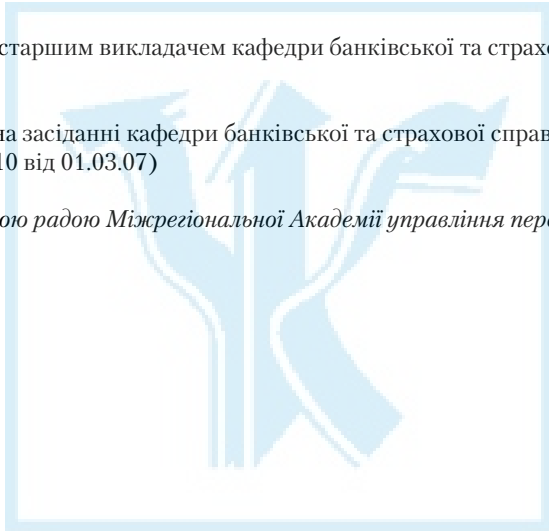 старшим викладачем кафедри банківської та страхо
на засіданні кафедри банківської та страхової справ
10 від 01.03.07)
ою радою Міжрегіональної Академії управління перс